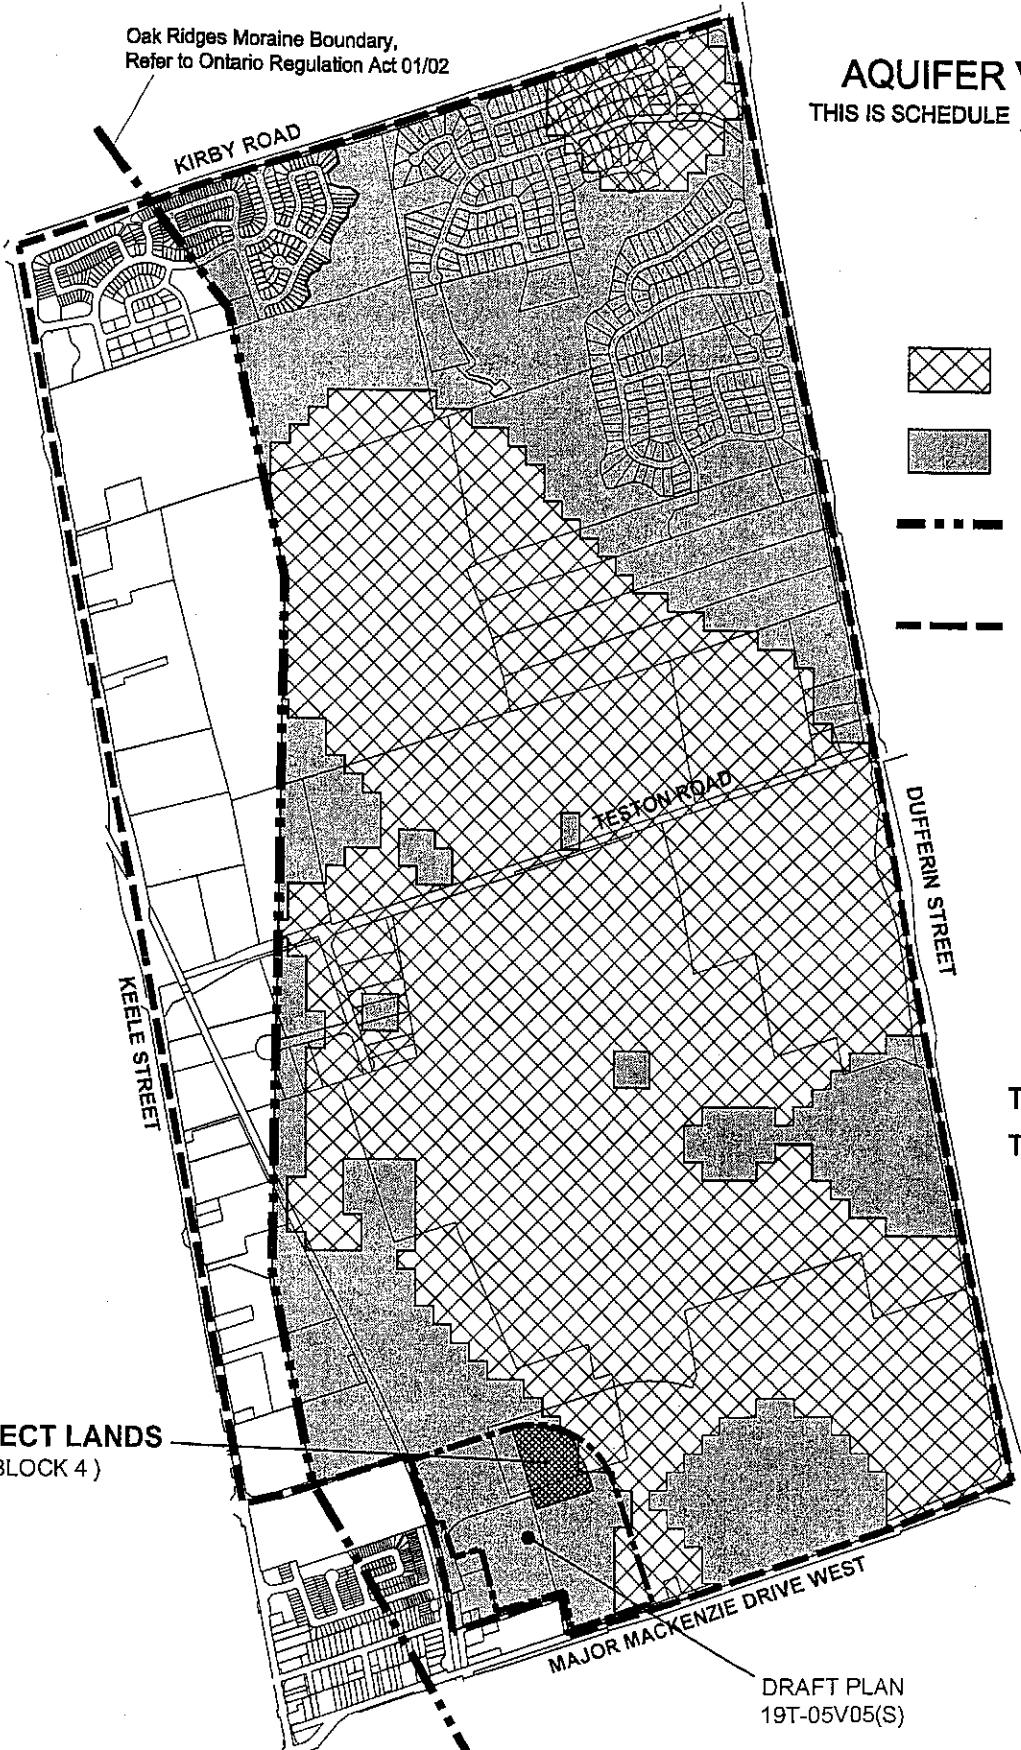 Oak Ridges Moraine Boundary,
Refer to Ontario Regulation Act 01/02
AQUIFER V
THIS IS SCHEDULE
KIRBY ROAD
TESTON ROAD
DUFFERIN STREET
KEELE STREET
T
T
ECT LANDS
BLOCK 4 )
MAJOR MACKENZIE DRIVE WEST
DRAFT PLAN
19T-05V05(S)